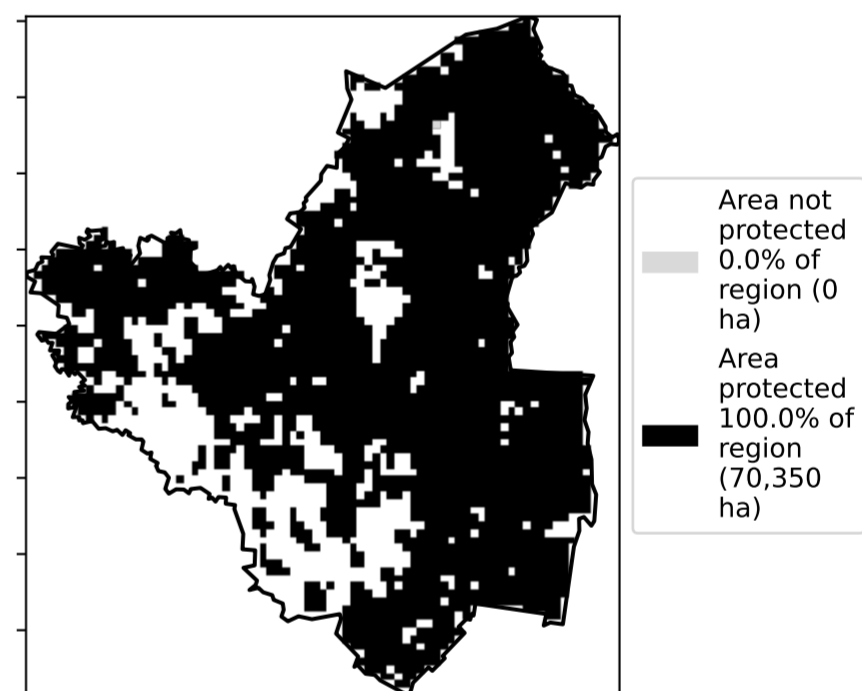 Area not
protected
0.0% of
region (0
ha)
Area
protected
100.0% of
region
(70,350
ha)